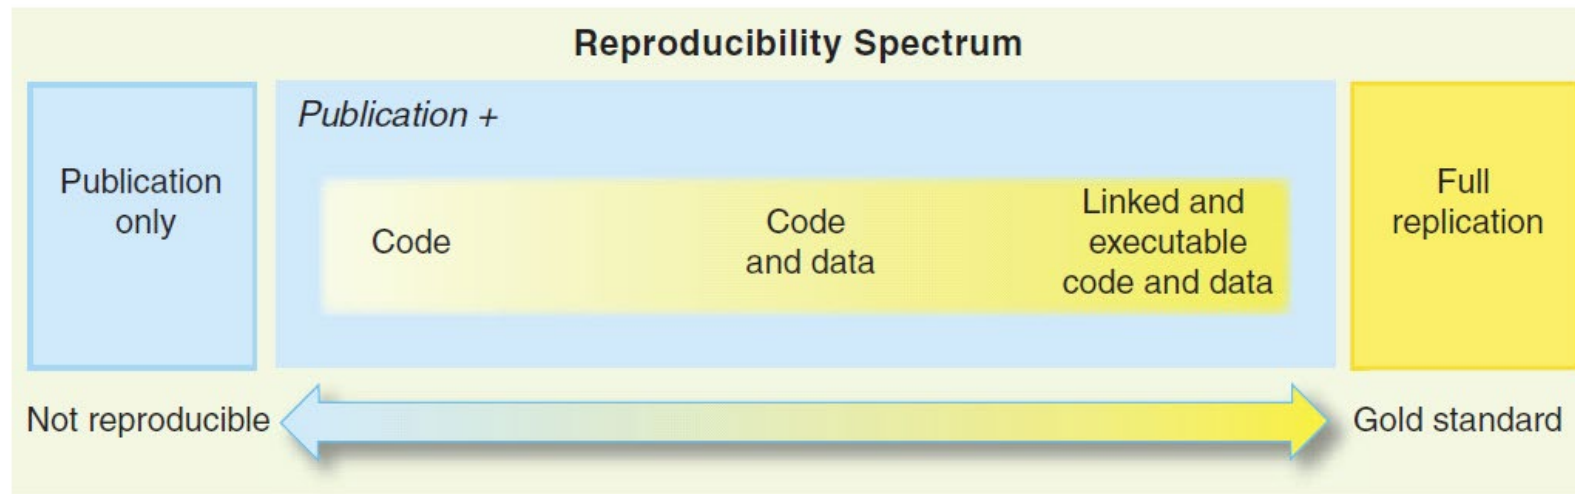 Reproducibility Spectrum
Publication
only
Publication +
Code
Code
and data
Linked and
executable
code and data
Full
replication
Not reproducible
Gold standard